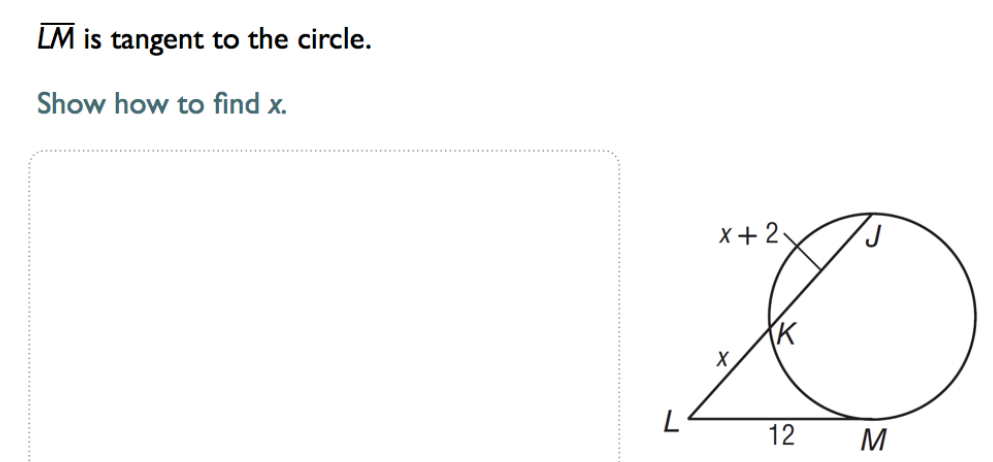 LM is tangent to the circle.
Show how to find x.
x + 2
J
K
x
L
12
M